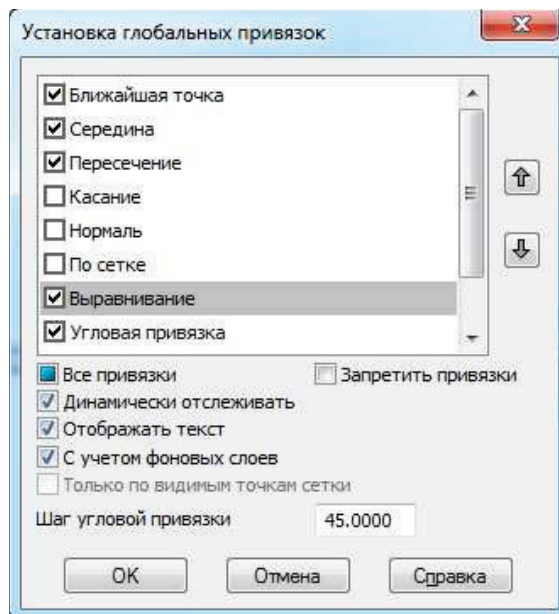 Установка глобальных привязок
Ближайшая точка
Середина
Пересечение
Касание
Нормаль
По сетке
Выравнивание
Угловая привязка
Все привязки Запретить привязки
Динамически отслеживать
Отображать текст
С учетом фоновых слоев
Только по видимым точкам сетки
Шаг угловой привязки 45.0000
OK Отмена Справка